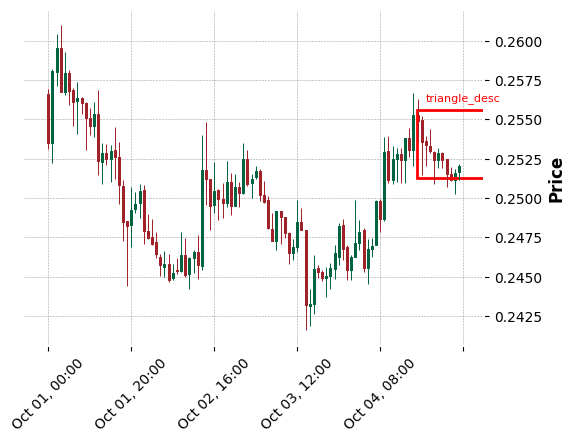 0.2600
0.2575
triangle_desc
0.2550
0.2525
0.2500
0.2475
0.2450
0.2425
Price
Oct 01, 00:00
Oct 01, 20:00
Oct 02, 16:00
Oct 03, 12:00
Oct 04, 08:00